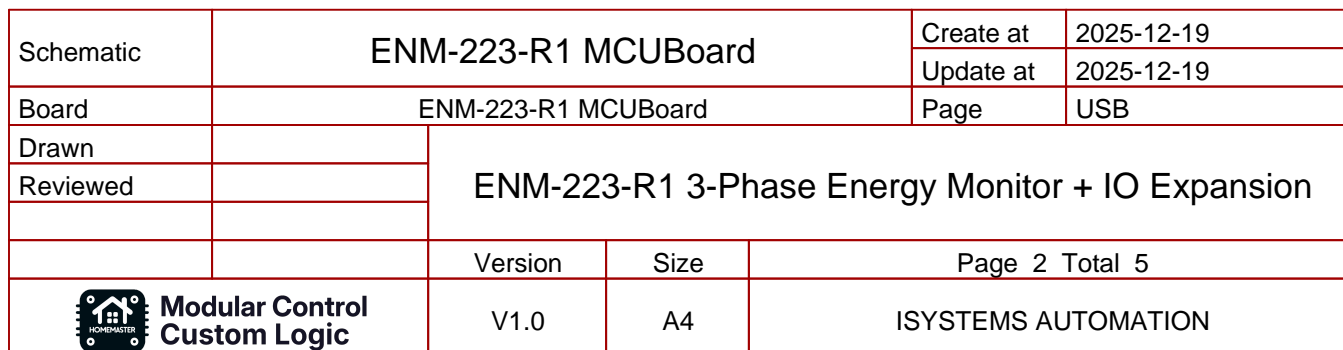 Schematic
ENM-223-R1 MCUBoard
Create at 2025-12-19
Update at 2025-12-19
Board ENM-223-R1 MCUBoard Page USB
Drawn
Reviewed
ENM-223-R1 3-Phase Energy Monitor + IO Expansion
Version Size Page 2 Total 5
HOMEMASTER
Modular Control
Custom Logic
V1.0 A4 ISYSTEMS AUTOMATION